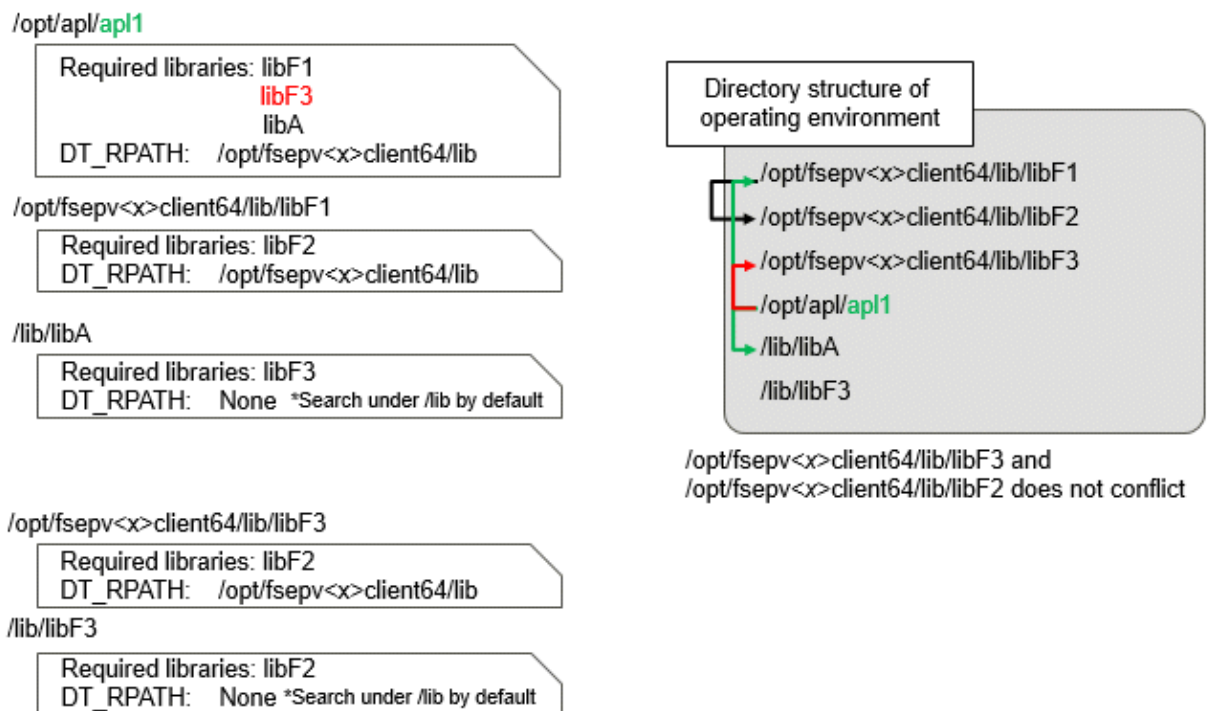 /opt/apl/apl1
Required libraries: libF1
libF3
libA
DT_RPATH: /opt/fsepv<x>client64/lib
/opt/fsepv<x>client64/lib/libF1
Required libraries: libF2
DT_RPATH: /opt/fsepv<x>client64/lib
/lib/libA
Required libraries: libF3
DT_RPATH: None *Search under /lib by default
/opt/fsepv<x>client64/lib/libF3
Required libraries: libF2
DT_RPATH: /opt/fsepv<x>client64/lib
/lib/libF3
Required libraries: libF2
DT_RPATH: None *Search under /lib by default
Directory structure of
operating environment
/opt/fsepv<x>client64/lib/libF1
/opt/fsepv<x>client64/lib/libF2
/opt/fsepv<x>client64/lib/libF3
/opt/apl/apl1
/lib/libA
/lib/libF3
/opt/fsepv<x>client64/lib/libF3 and
/opt/fsepv<x>client64/lib/libF2 does not conflict